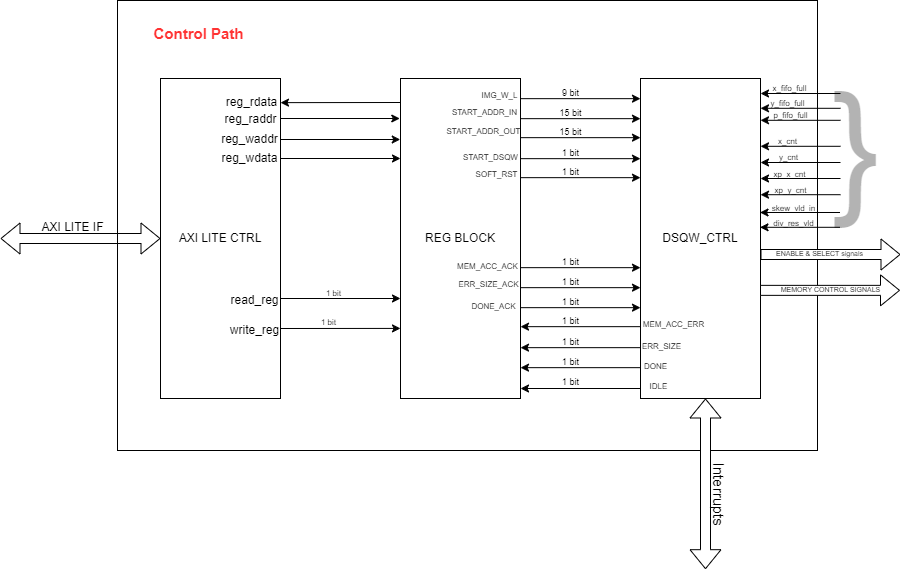 Control Path
AXI LITE IF
AXI LITE CTRL
reg_rdata
reg_raddr
reg_waddr
reg_wdata
read_reg
write_reg
1 bit
1 bit
REG BLOCK
IMG_W_L
START_ADDR_IN
START_ADDR_OUT
START_DSQW
SOFT_RST
MEM_ACC_ACK
ERR_SIZE_ACK
DONE_ACK
9 bit
15 bit
15 bit
1 bit
1 bit
1 bit
1 bit
1 bit
1 bit
1 bit
1 bit
1 bit
DSQW_CTRL
MEM_ACC_ERR
ERR_SIZE
DONE
IDLE
x_fifo_full
y_fifo_full
p_fifo_full
x_cnt
y_cnt
xp_x_cnt
xp_y_cnt
skew_vld_in
div_res_vld
}
ENABLE & SELECT signals
MEMORY CONTROL SIGNALS
Interrupts